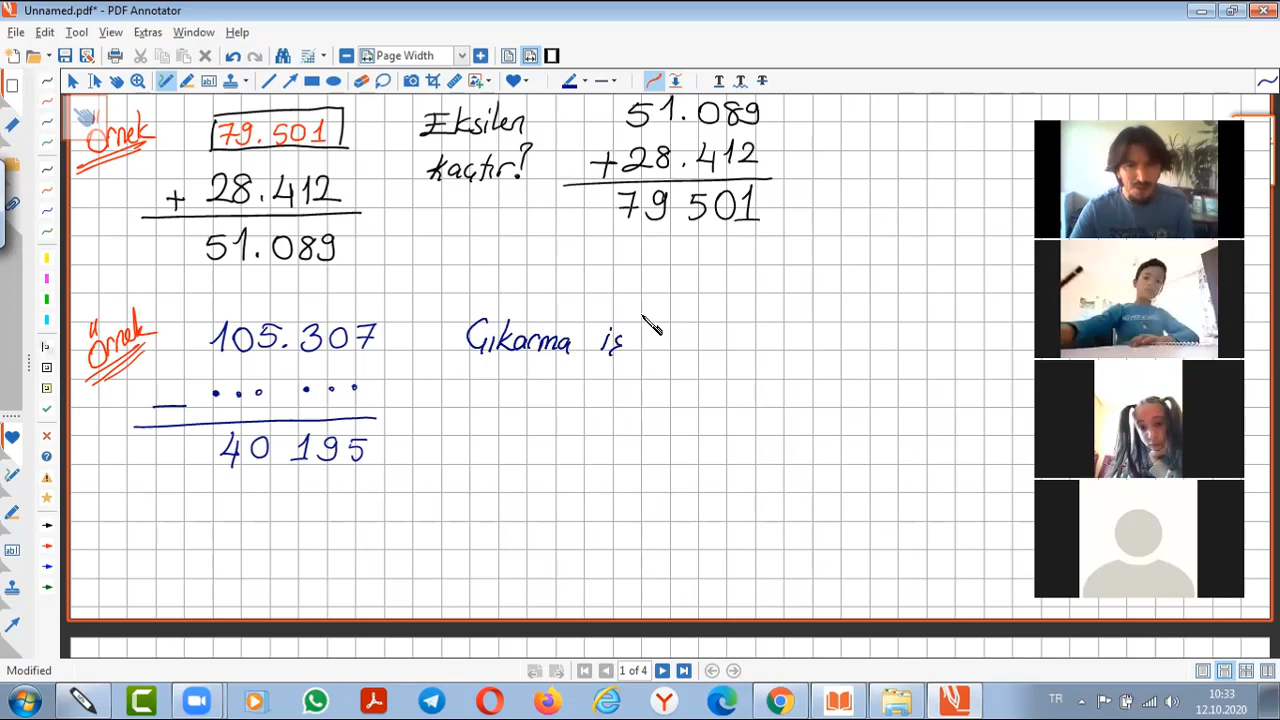 Unnamed.pdf* - PDF Annotator
File Edit Tool View Extras Window Help
Page Width
Örnek
79.501
+ 28.412
51.089
Eksilen
kaçtır?
51.089
+28.412
79 501
Örnek
105.307
— ... ...
40 195
Çıkarma iş
Modified
1 of 4
TR
10:33
12.10.2020